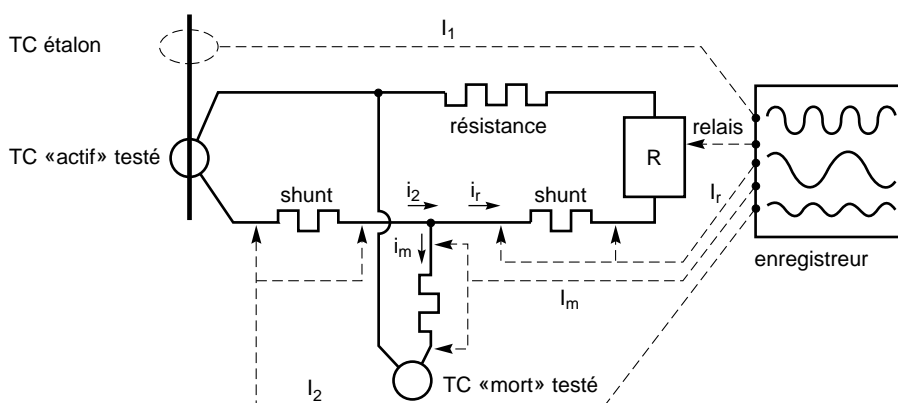 I1
TC étalon
résistance
relais
TC «actif» testé
R
shunt
i2
ir
shunt
Ir
im
enregistreur
Im
TC «mort» testé
I2